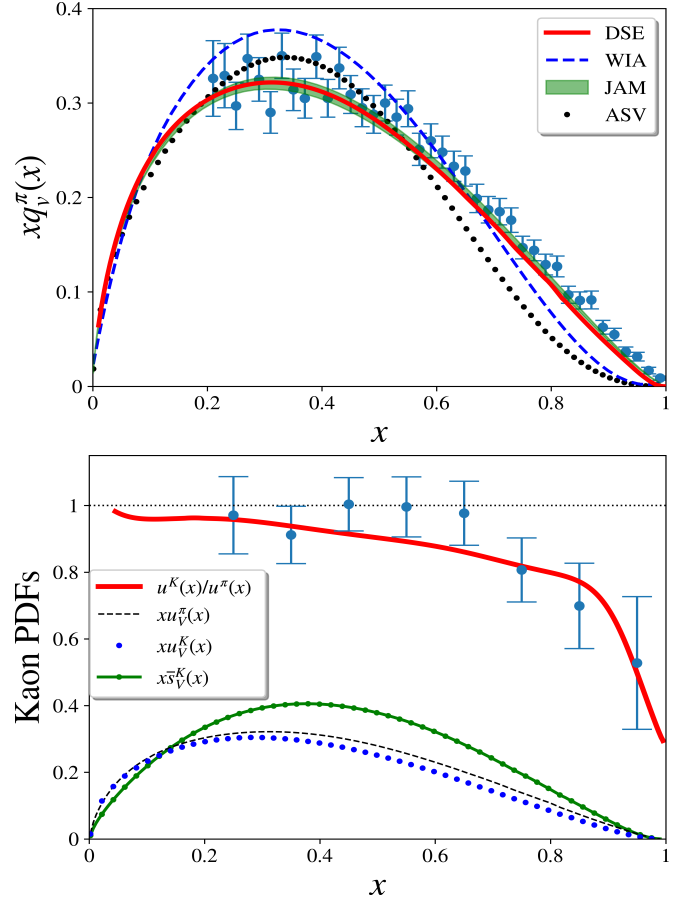 0.4
0.3
0.2
0.1
0
xq_v^π(x)
DSE
WIA
JAM
ASV
0 0.2 0.4 0.6 0.8 1
x
1
0.8
0.6
0.4
0.2
0
Kaon PDFs
u^K(x)/u^π(x)
xu_V^π(x)
xu_V^K(x)
xs̅_V^K(x)
0 0.2 0.4 0.6 0.8 1
x